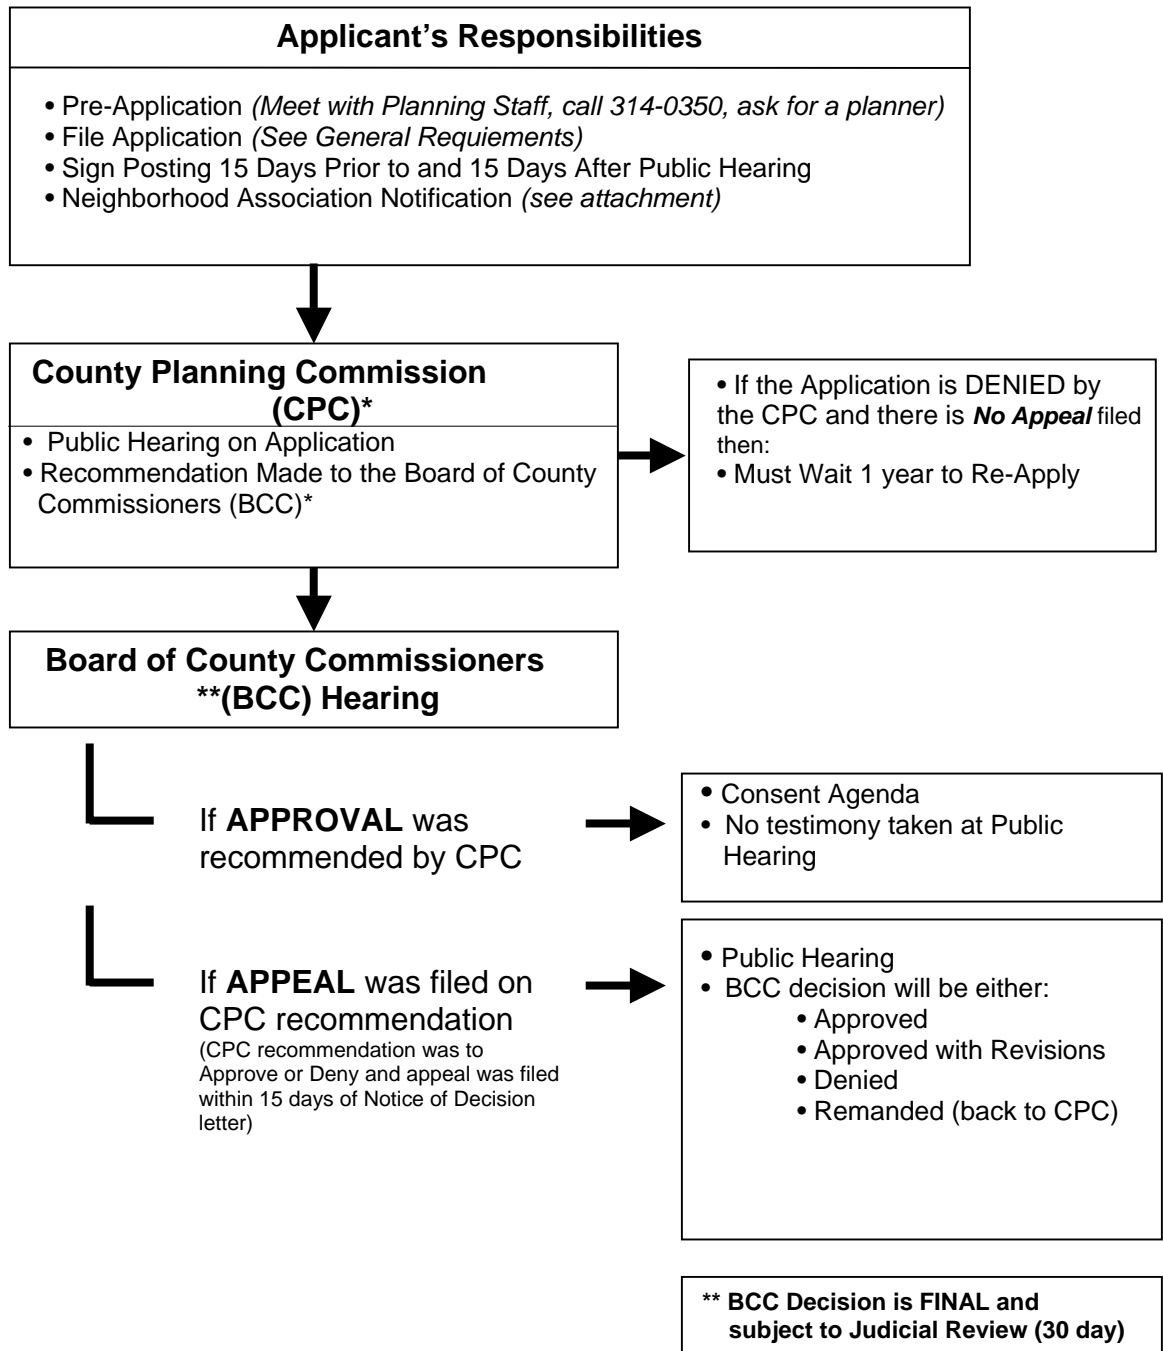 Applicant's Responsibilities
• Pre-Application (Meet with Planning Staff, call 314-0350, ask for a planner)
• File Application (See General Requiements)
• Sign Posting 15 Days Prior to and 15 Days After Public Hearing
• Neighborhood Association Notification (see attachment)
County Planning Commission
(CPC)*
• Public Hearing on Application
• Recommendation Made to the Board of County
Commissioners (BCC)*
• If the Application is DENIED by
the CPC and there is No Appeal filed
then:
• Must Wait 1 year to Re-Apply
Board of County Commissioners
**(BCC) Hearing
If APPROVAL was
recommended by CPC
• Consent Agenda
• No testimony taken at Public
Hearing
If APPEAL was filed on
CPC recommendation
(CPC recommendation was to
Approve or Deny and appeal was filed
within 15 days of Notice of Decision
letter)
• Public Hearing
• BCC decision will be either:
• Approved
• Approved with Revisions
• Denied
• Remanded (back to CPC)
** BCC Decision is FINAL and
subject to Judicial Review (30 day)